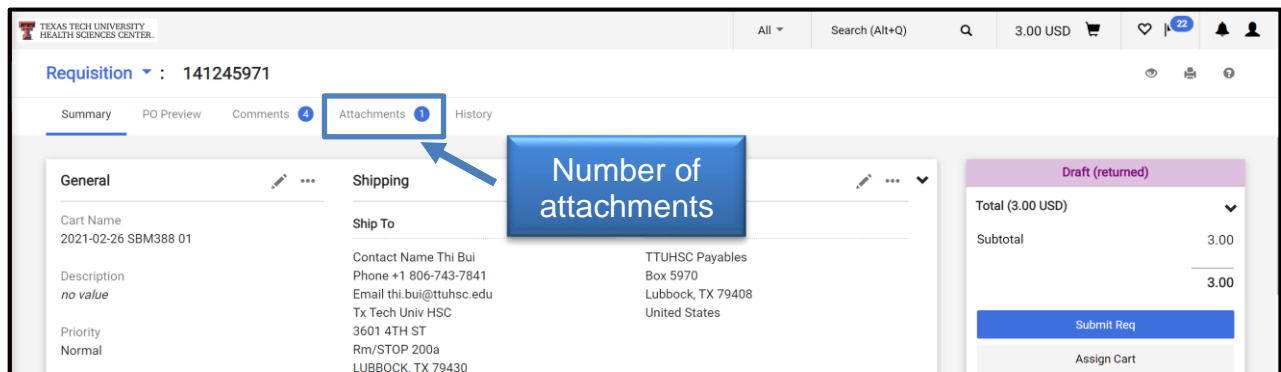 TEXAS TECH UNIVERSITY
HEALTH SCIENCES CENTER.
All
Search (Alt+Q)
3.00 USD
22
Requisition : 141245971
Summary
PO Preview
Comments 4
Attachments 1
History
Number of
attachments
General
Cart Name
2021-02-26 SBM388 01
Description
no value
Priority
Normal
Shipping
Ship To
Contact Name Thi Bui
Phone +1 806-743-7841
Email thi.bui@ttuhsc.edu
Tx Tech Univ HSC
3601 4TH ST
Rm/STOP 200a
LUBBOCK, TX 79430
TTUHSC Payables
Box 5970
Lubbock, TX 79408
United States
Draft (returned)
Total (3.00 USD)
Subtotal 3.00
3.00
Submit Req
Assign Cart